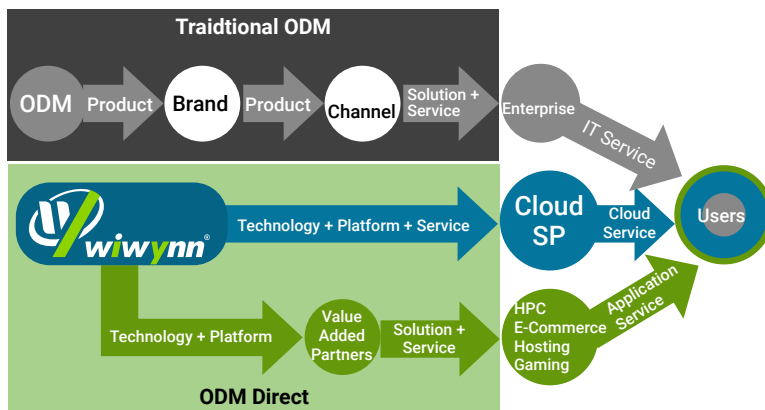 Traidtional ODM
ODM
Product
Brand
Product
Channel
Solution +
Service
Enterprise
IT Service
wiwynn®
Technology + Platform + Service
Cloud
SP
Cloud
Service
Users
Technology + Platform
Value
Added
Partners
Solution +
Service
HPC
E-Commerce
Hosting
Gaming
Application
Service
ODM Direct